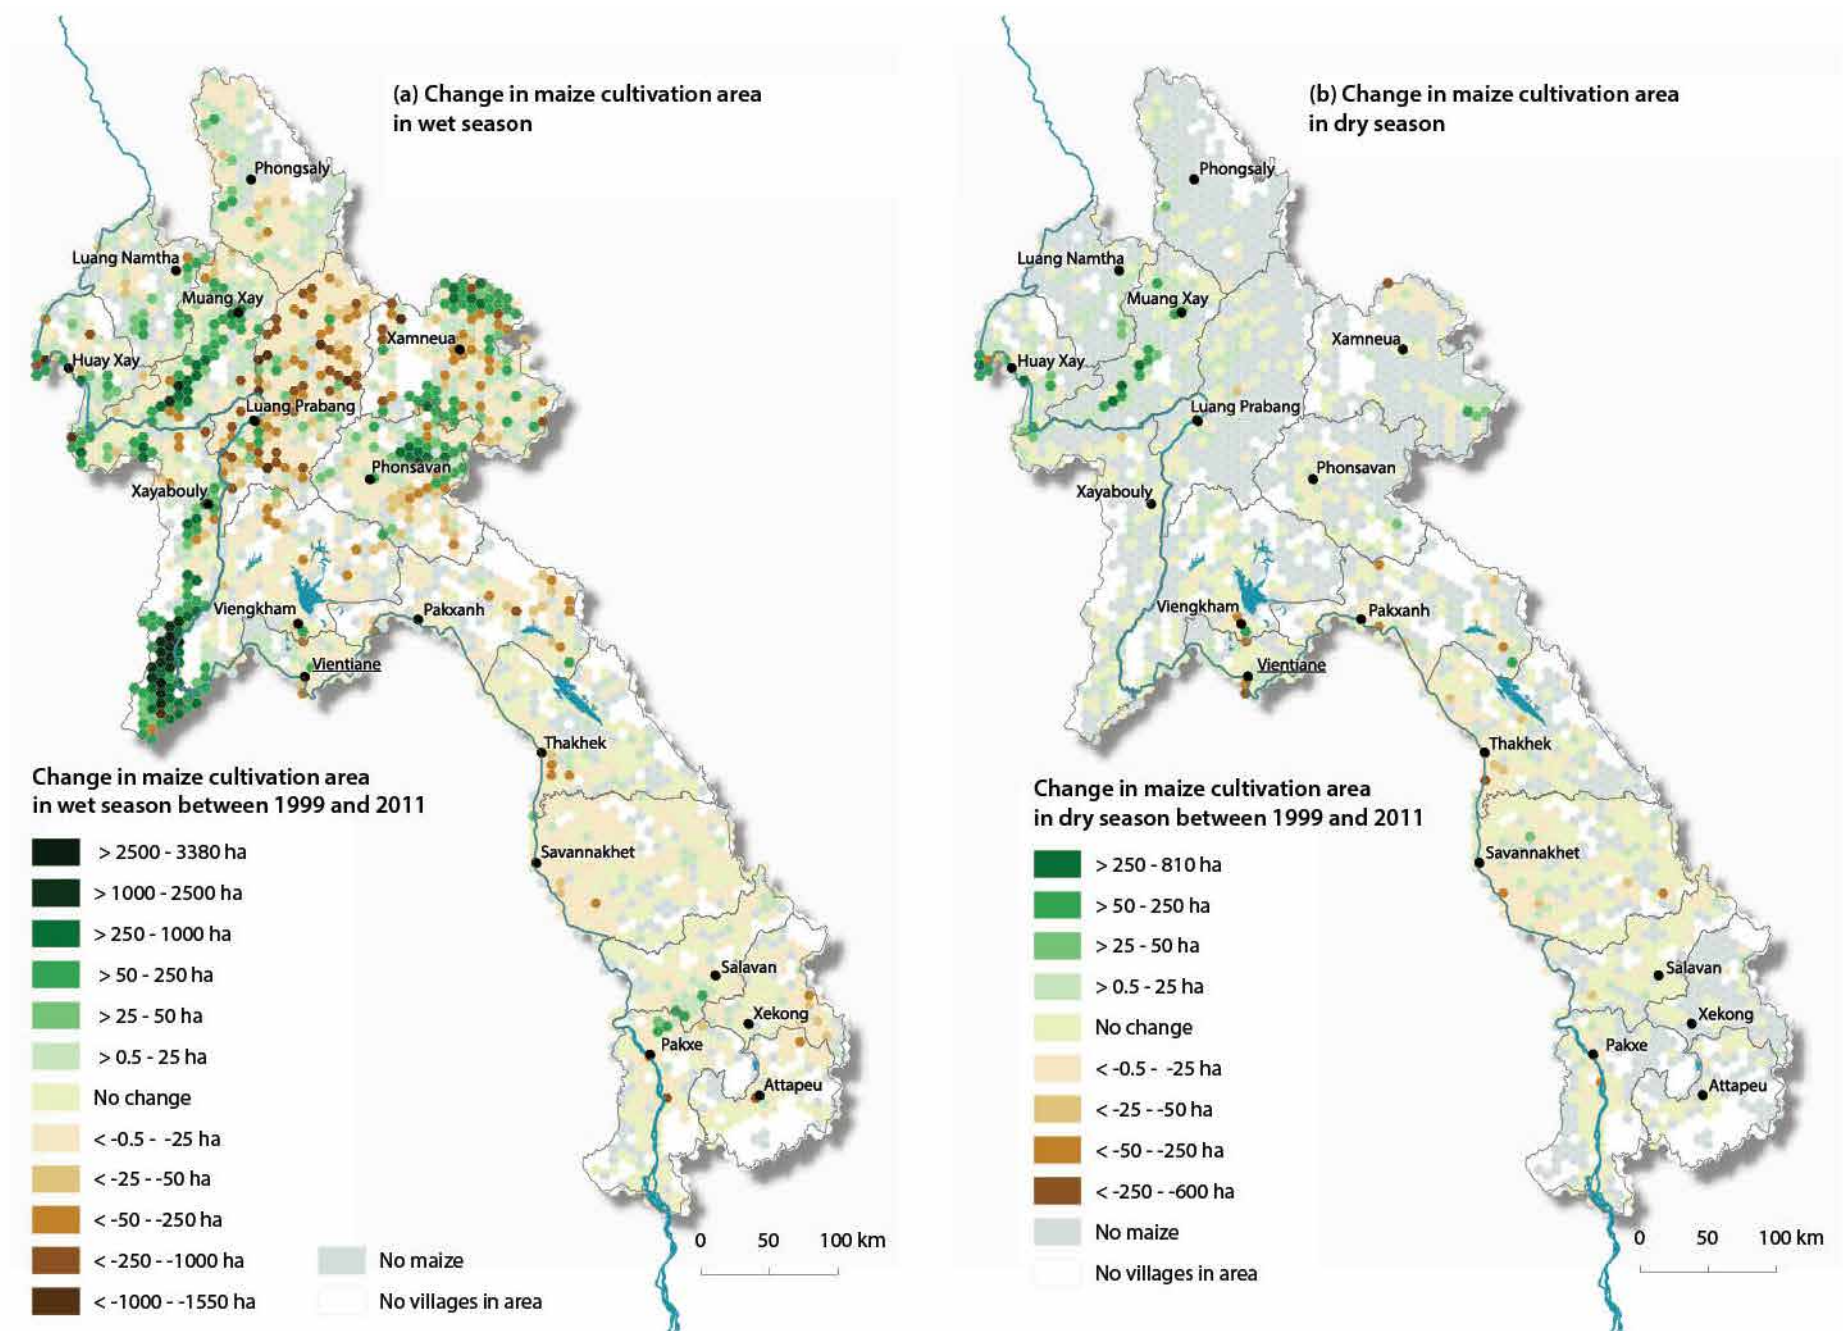 (a) Change in maize cultivation area
in wet season
Phongsaly
Luang Namtha
Muang Xay
Xamneua
Huay Xay
Luang Prabang
Phonsavan
Xayabouly
Viengkham
Pakxanh
Vientiane
Thakhek
Savannakhet
Salavan
Xekong
Pakxe
Attapeu
Change in maize cultivation area
in wet season between 1999 and 2011
> 2500 - 3380 ha
> 1000 - 2500 ha
> 250 - 1000 ha
> 50 - 250 ha
> 25 - 50 ha
> 0.5 - 25 ha
No change
< -0.5 - -25 ha
< -25 - -50 ha
< -50 - -250 ha
< -250 - -1000 ha
< -1000 - -1550 ha
No maize
No villages in area
0 50 100 km
(b) Change in maize cultivation area
in dry season
Phongsaly
Luang Namtha
Muang Xay
Xamneua
Huay Xay
Luang Prabang
Phonsavan
Xayabouly
Viengkham
Pakxanh
Vientiane
Thakhek
Savannakhet
Salavan
Xekong
Pakxe
Attapeu
Change in maize cultivation area
in dry season between 1999 and 2011
> 250 - 810 ha
> 50 - 250 ha
> 25 - 50 ha
> 0.5 - 25 ha
No change
< -0.5 - -25 ha
< -25 - -50 ha
< -50 - -250 ha
< -250 - -600 ha
No maize
No villages in area
0 50 100 km